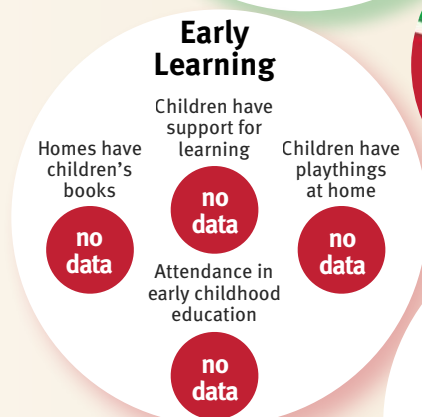 Early
Learning
Children have
support for
learning
no
data
Homes have
children's
books
no
data
Children have
playthings
at home
no
data
Attendance in
early childhood
education
no
data